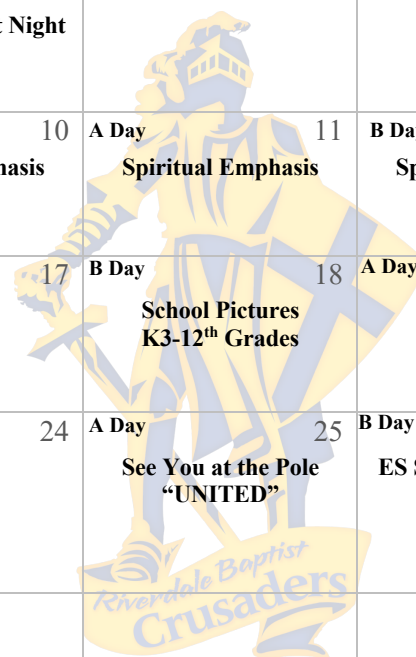 t Night
10
A Day
11
B Da
hasis
Spiritual Emphasis
Sp
17
B Day
18
A Day
School Pictures
K3-12th Grades
24
A Day
25
B Day
See You at the Pole
ES S
“UNITED”
Riverdale Baptist
Crusaders